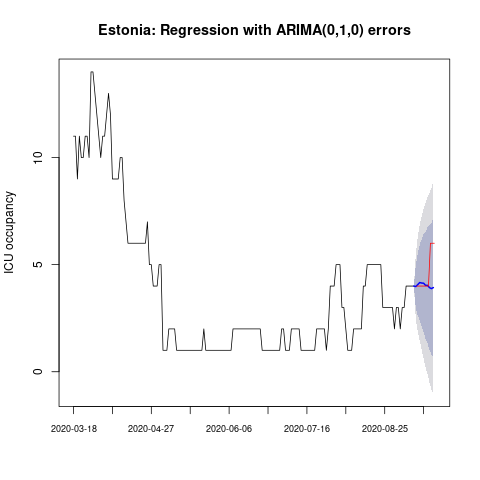 Estonia: Regression with ARIMA(0,1,0) errors
ICU occupancy
10
5
0
2020-03-18 2020-04-27 2020-06-06 2020-07-16 2020-08-25